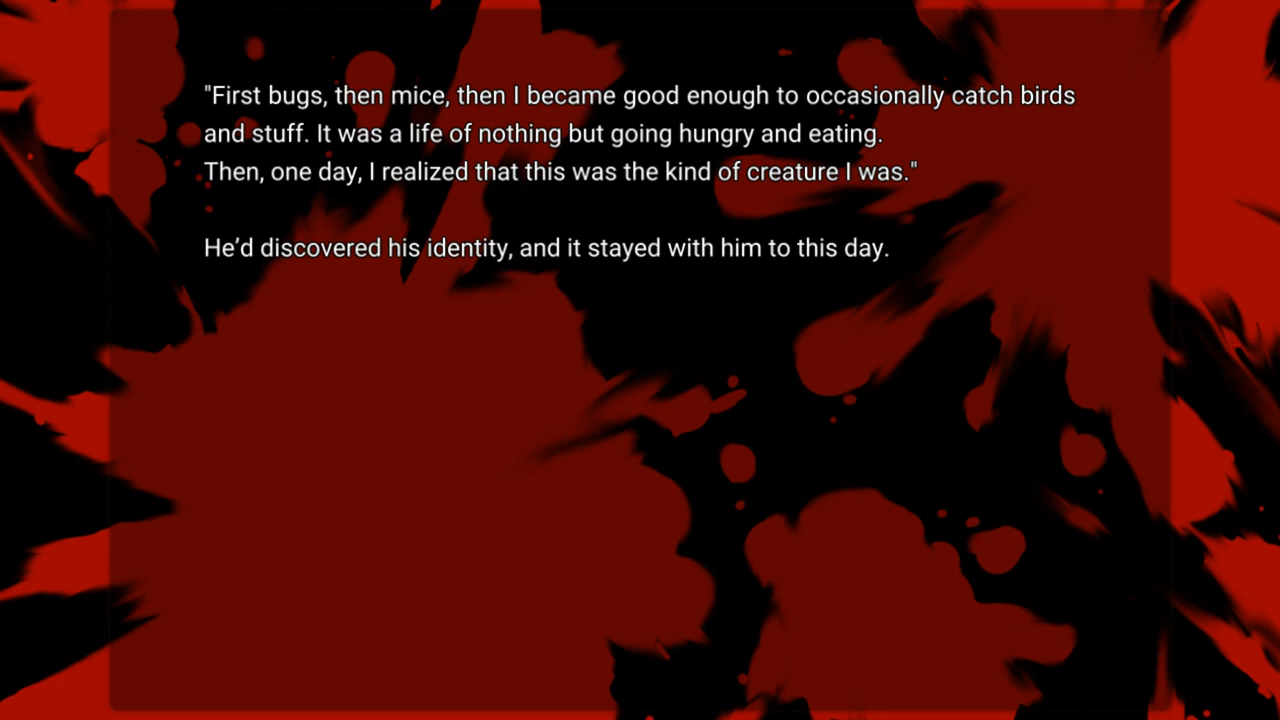 "First bugs, then mice, then I became good enough to occasionally catch birds
and stuff. It was a life of nothing but going hungry and eating.
Then, one day, I realized that this was the kind of creature I was."
He’d discovered his identity, and it stayed with him to this day.